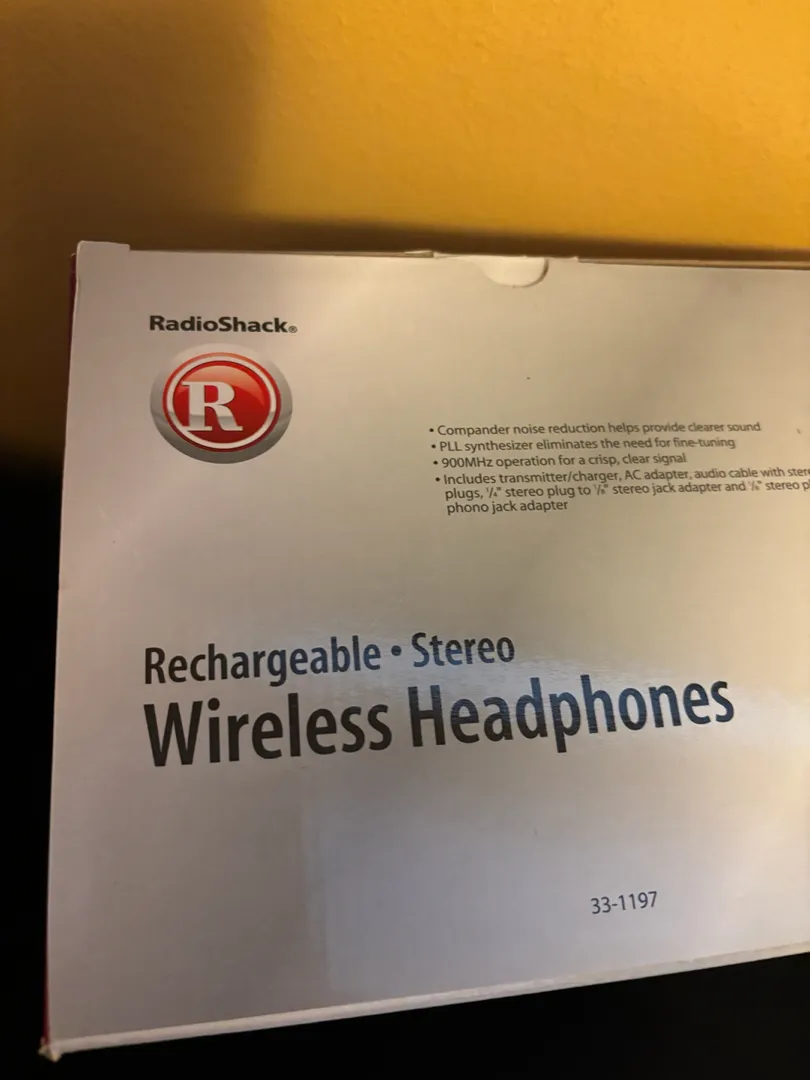 RadioShack®
R
• Compander noise reduction helps provide clearer sound
• PLL synthesizer eliminates the need for fine-tuning
• 900MHz operation for a crisp, clear signal
• Includes transmitter/charger, AC adapter, audio cable with
plugs, ¼" stereo plug to ⅛" stereo jack adapter and ⅛" stereo
phono jack adapter
Rechargeable • Stereo
Wireless Headphones
33-1197